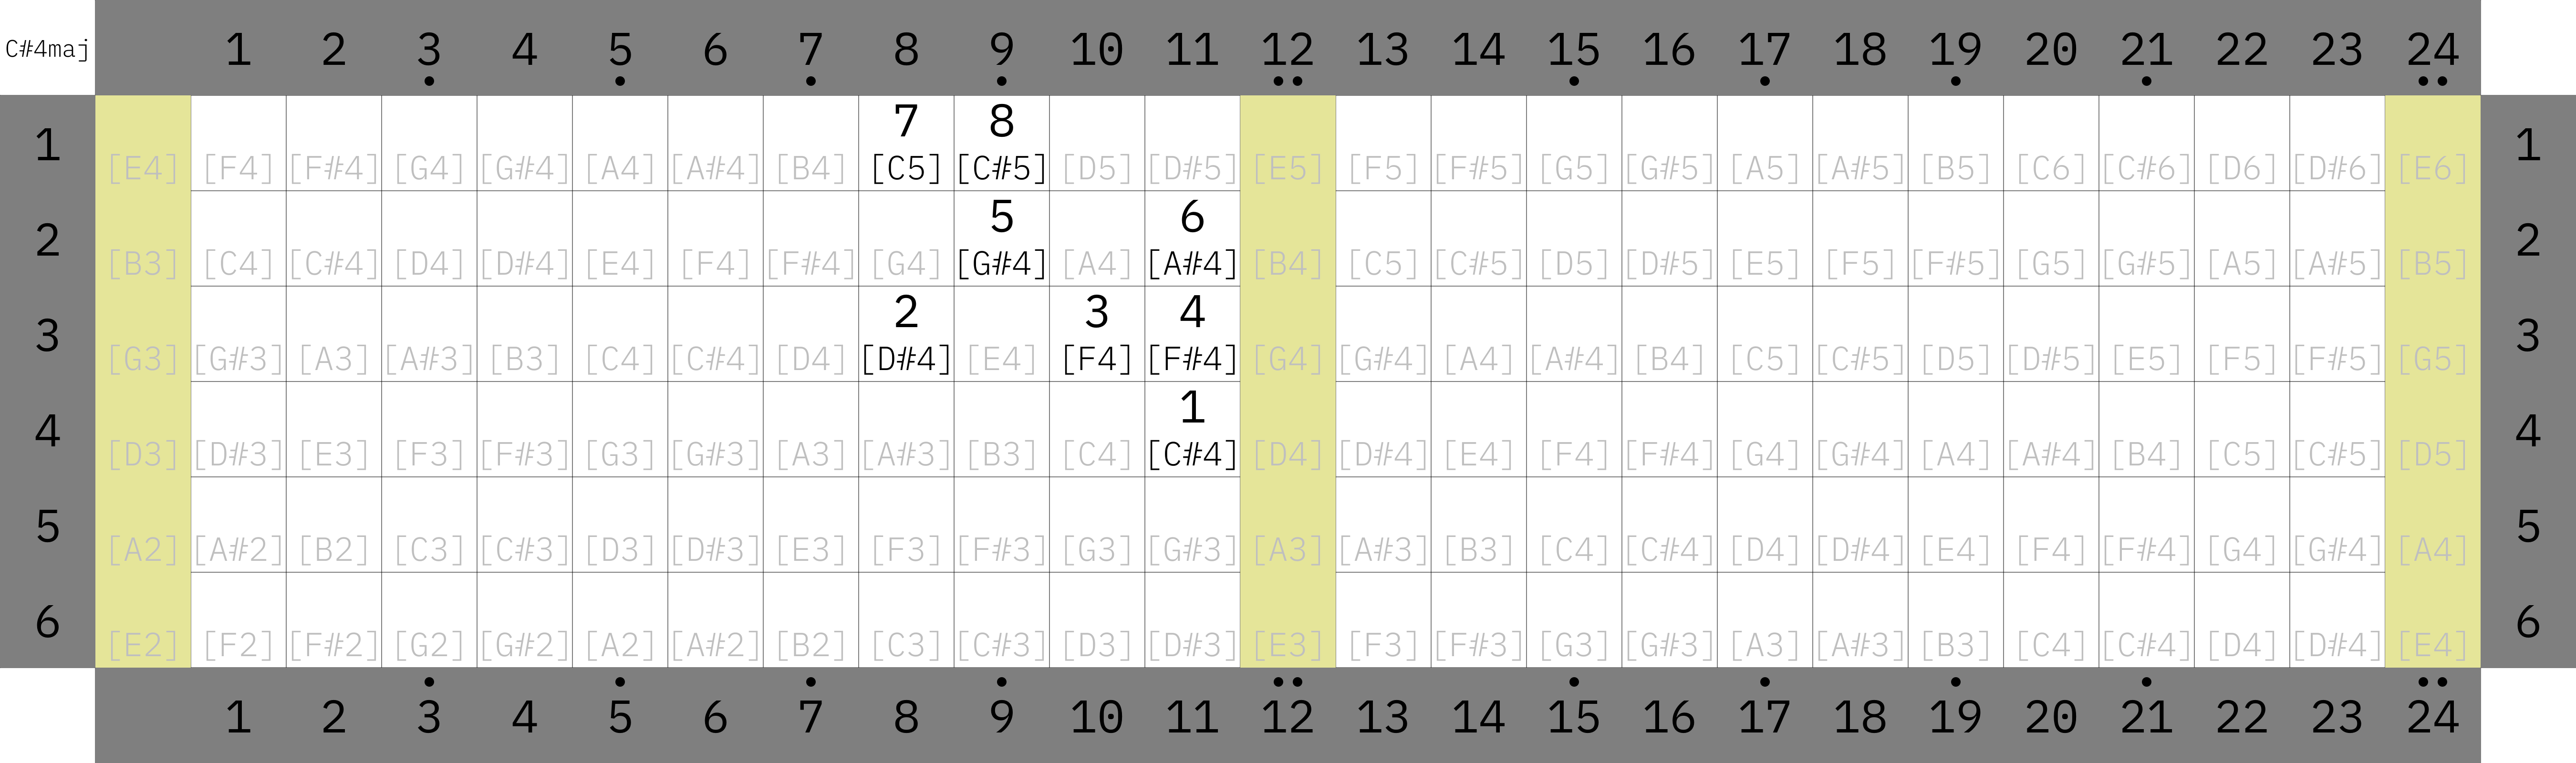 C#4maj 1 2 3 4 5 6 7 8 9 10 11 12 13 14 15 16 17 18 19 20 21 22 23 24
7 8
1 [E4] [F4] [F#4] [G4] [G#4] [A4] [A#4] [B4] [C5] [C#5] [D5] [D#5] [E5] [F5] [F#5] [G5] [G#5] [A5] [A#5] [B5] [C6] [C#6] [D6] [D#6] [E6] 1
5 6
2 [B3] [C4] [C#4] [D4] [D#4] [E4] [F4] [F#4] [G4] [G#4] [A4] [A#4] [B4] [C5] [C#5] [D5] [D#5] [E5] [F5] [F#5] [G5] [G#5] [A5] [A#5] [B5] 2
2 3 4
3 [G3] [G#3] [A3] [A#3] [B3] [C4] [C#4] [D4] [D#4] [E4] [F4] [F#4] [G4] [G#4] [A4] [A#4] [B4] [C5] [C#5] [D5] [D#5] [E5] [F5] [F#5] [G5] 3
1
4 [D3] [D#3] [E3] [F3] [F#3] [G3] [G#3] [A3] [A#3] [B3] [C4] [C#4] [D4] [D#4] [E4] [F4] [F#4] [G4] [G#4] [A4] [A#4] [B4] [C5] [C#5] [D5] 4
5 [A2] [A#2] [B2] [C3] [C#3] [D3] [D#3] [E3] [F3] [F#3] [G3] [G#3] [A3] [A#3] [B3] [C4] [C#4] [D4] [D#4] [E4] [F4] [F#4] [G4] [G#4] [A4] 5
6 [E2] [F2] [F#2] [G2] [G#2] [A2] [A#2] [B2] [C3] [C#3] [D3] [D#3] [E3] [F3] [F#3] [G3] [G#3] [A3] [A#3] [B3] [C4] [C#4] [D4] [D#4] [E4] 6
1 2 3 4 5 6 7 8 9 10 11 12 13 14 15 16 17 18 19 20 21 22 23 24